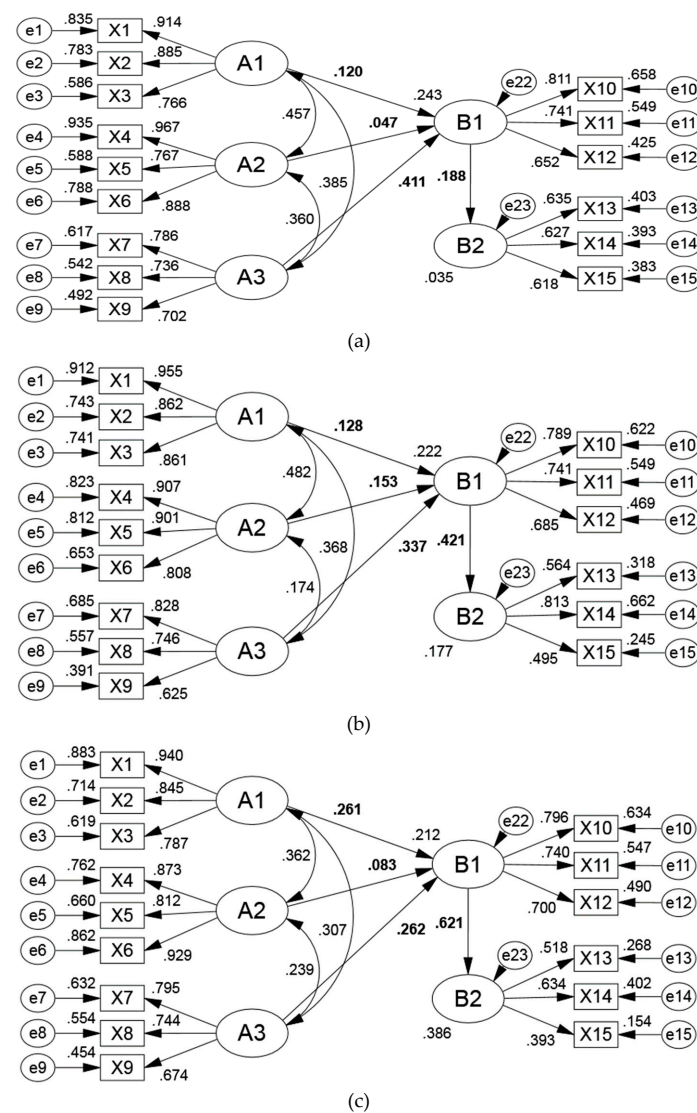 e1 .835 X1 .914
e2 .783 X2 .885 A1
e3 .586 X3 .766
.120 .243 e22 .811 X10 .658 e10
B1 .741 X11 .549 e11
.652 X12 .425 e12
.457 .047
e4 .935 X4 .967
e5 .588 X5 .767 A2
e6 .788 X6 .888
.385 .411 .188
.360
e23 .635 X13 .403 e13
B2 .627 X14 .393 e14
.035 .618 X15 .383 e15
e7 .617 X7 .786
e8 .542 X8 .736 A3
e9 .492 X9 .702
(a)
e1 .912 X1 .955
e2 .743 X2 .862 A1
e3 .741 X3 .861
.128 .222 e22 .789 X10 .622 e10
B1 .741 X11 .549 e11
.685 X12 .469 e12
.482 .153
e4 .823 X4 .907
e5 .812 X5 .901 A2
e6 .653 X6 .808
.368 .337 .421
.174
e23 .564 X13 .318 e13
B2 .813 X14 .662 e14
.177 .495 X15 .245 e15
e7 .685 X7 .828
e8 .557 X8 .746 A3
e9 .391 X9 .625
(b)
e1 .883 X1 .940
e2 .714 X2 .845 A1
e3 .619 X3 .787
.261 .212 e22 .796 X10 .634 e10
B1 .740 X11 .547 e11
.700 X12 .490 e12
.362 .083
e4 .762 X4 .873
e5 .660 X5 .812 A2
e6 .862 X6 .929
.307 .262 .621
.239
e23 .518 X13 .268 e13
B2 .634 X14 .402 e14
.386 .393 X15 .154 e15
e7 .632 X7 .795
e8 .554 X8 .744 A3
e9 .454 X9 .674
(c)